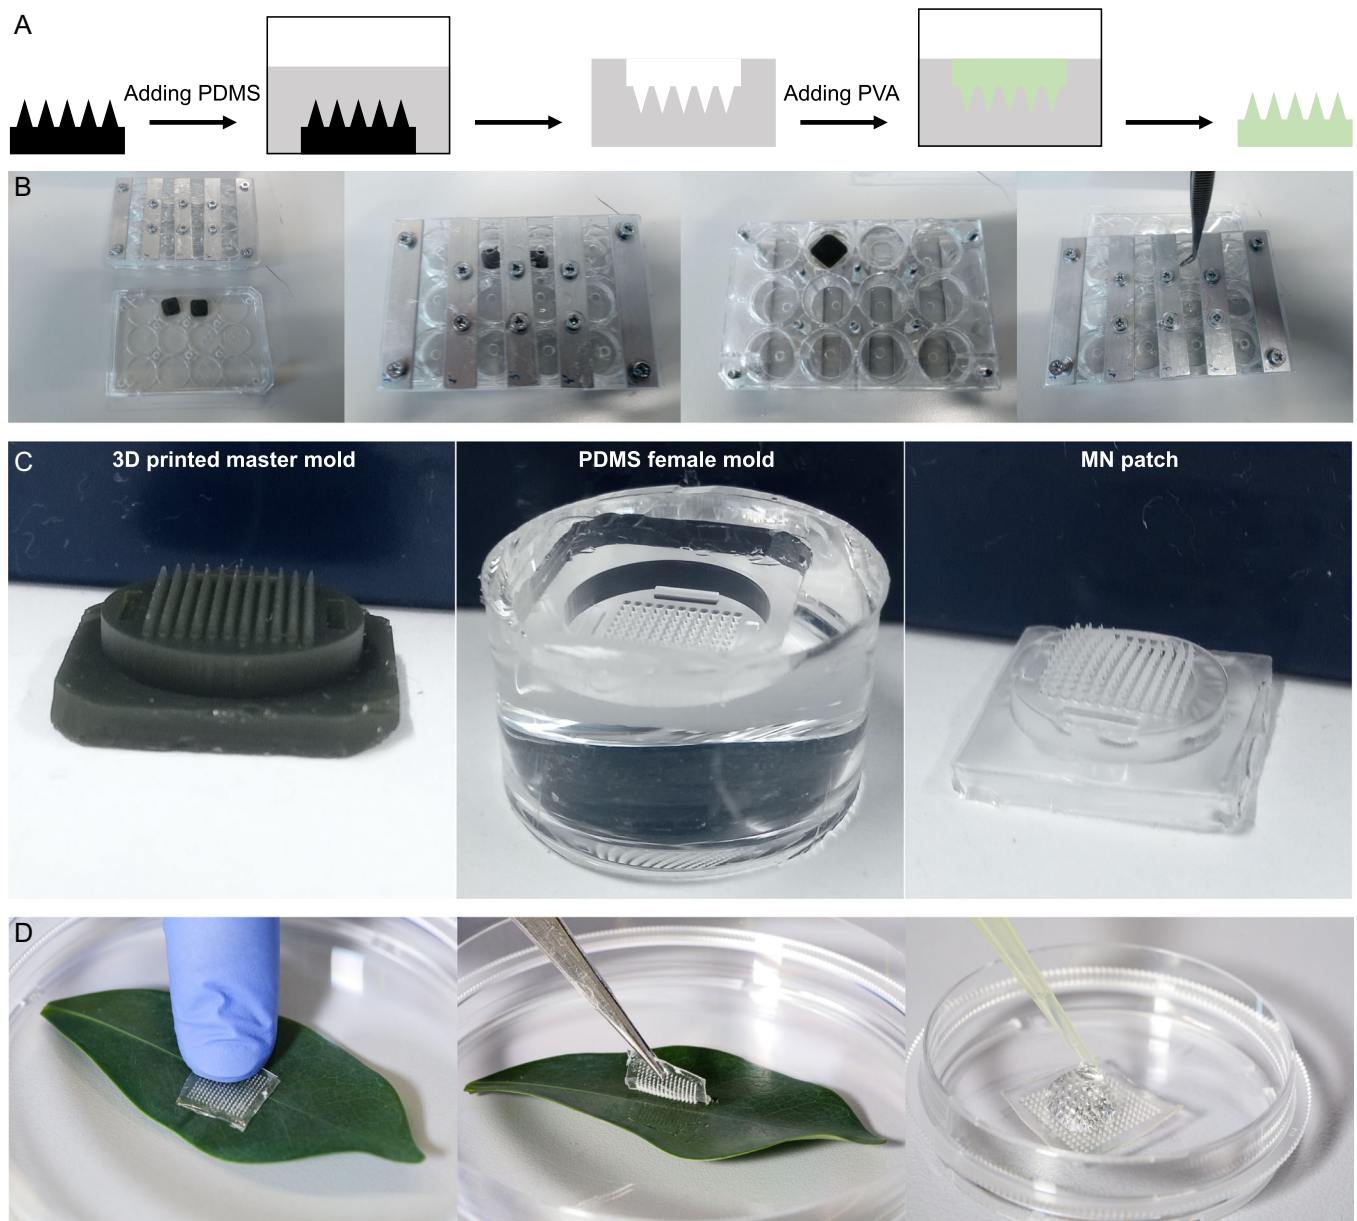 A
Adding PDMS
Adding PVA
B
C
3D printed master mold
PDMS female mold
MN patch
D